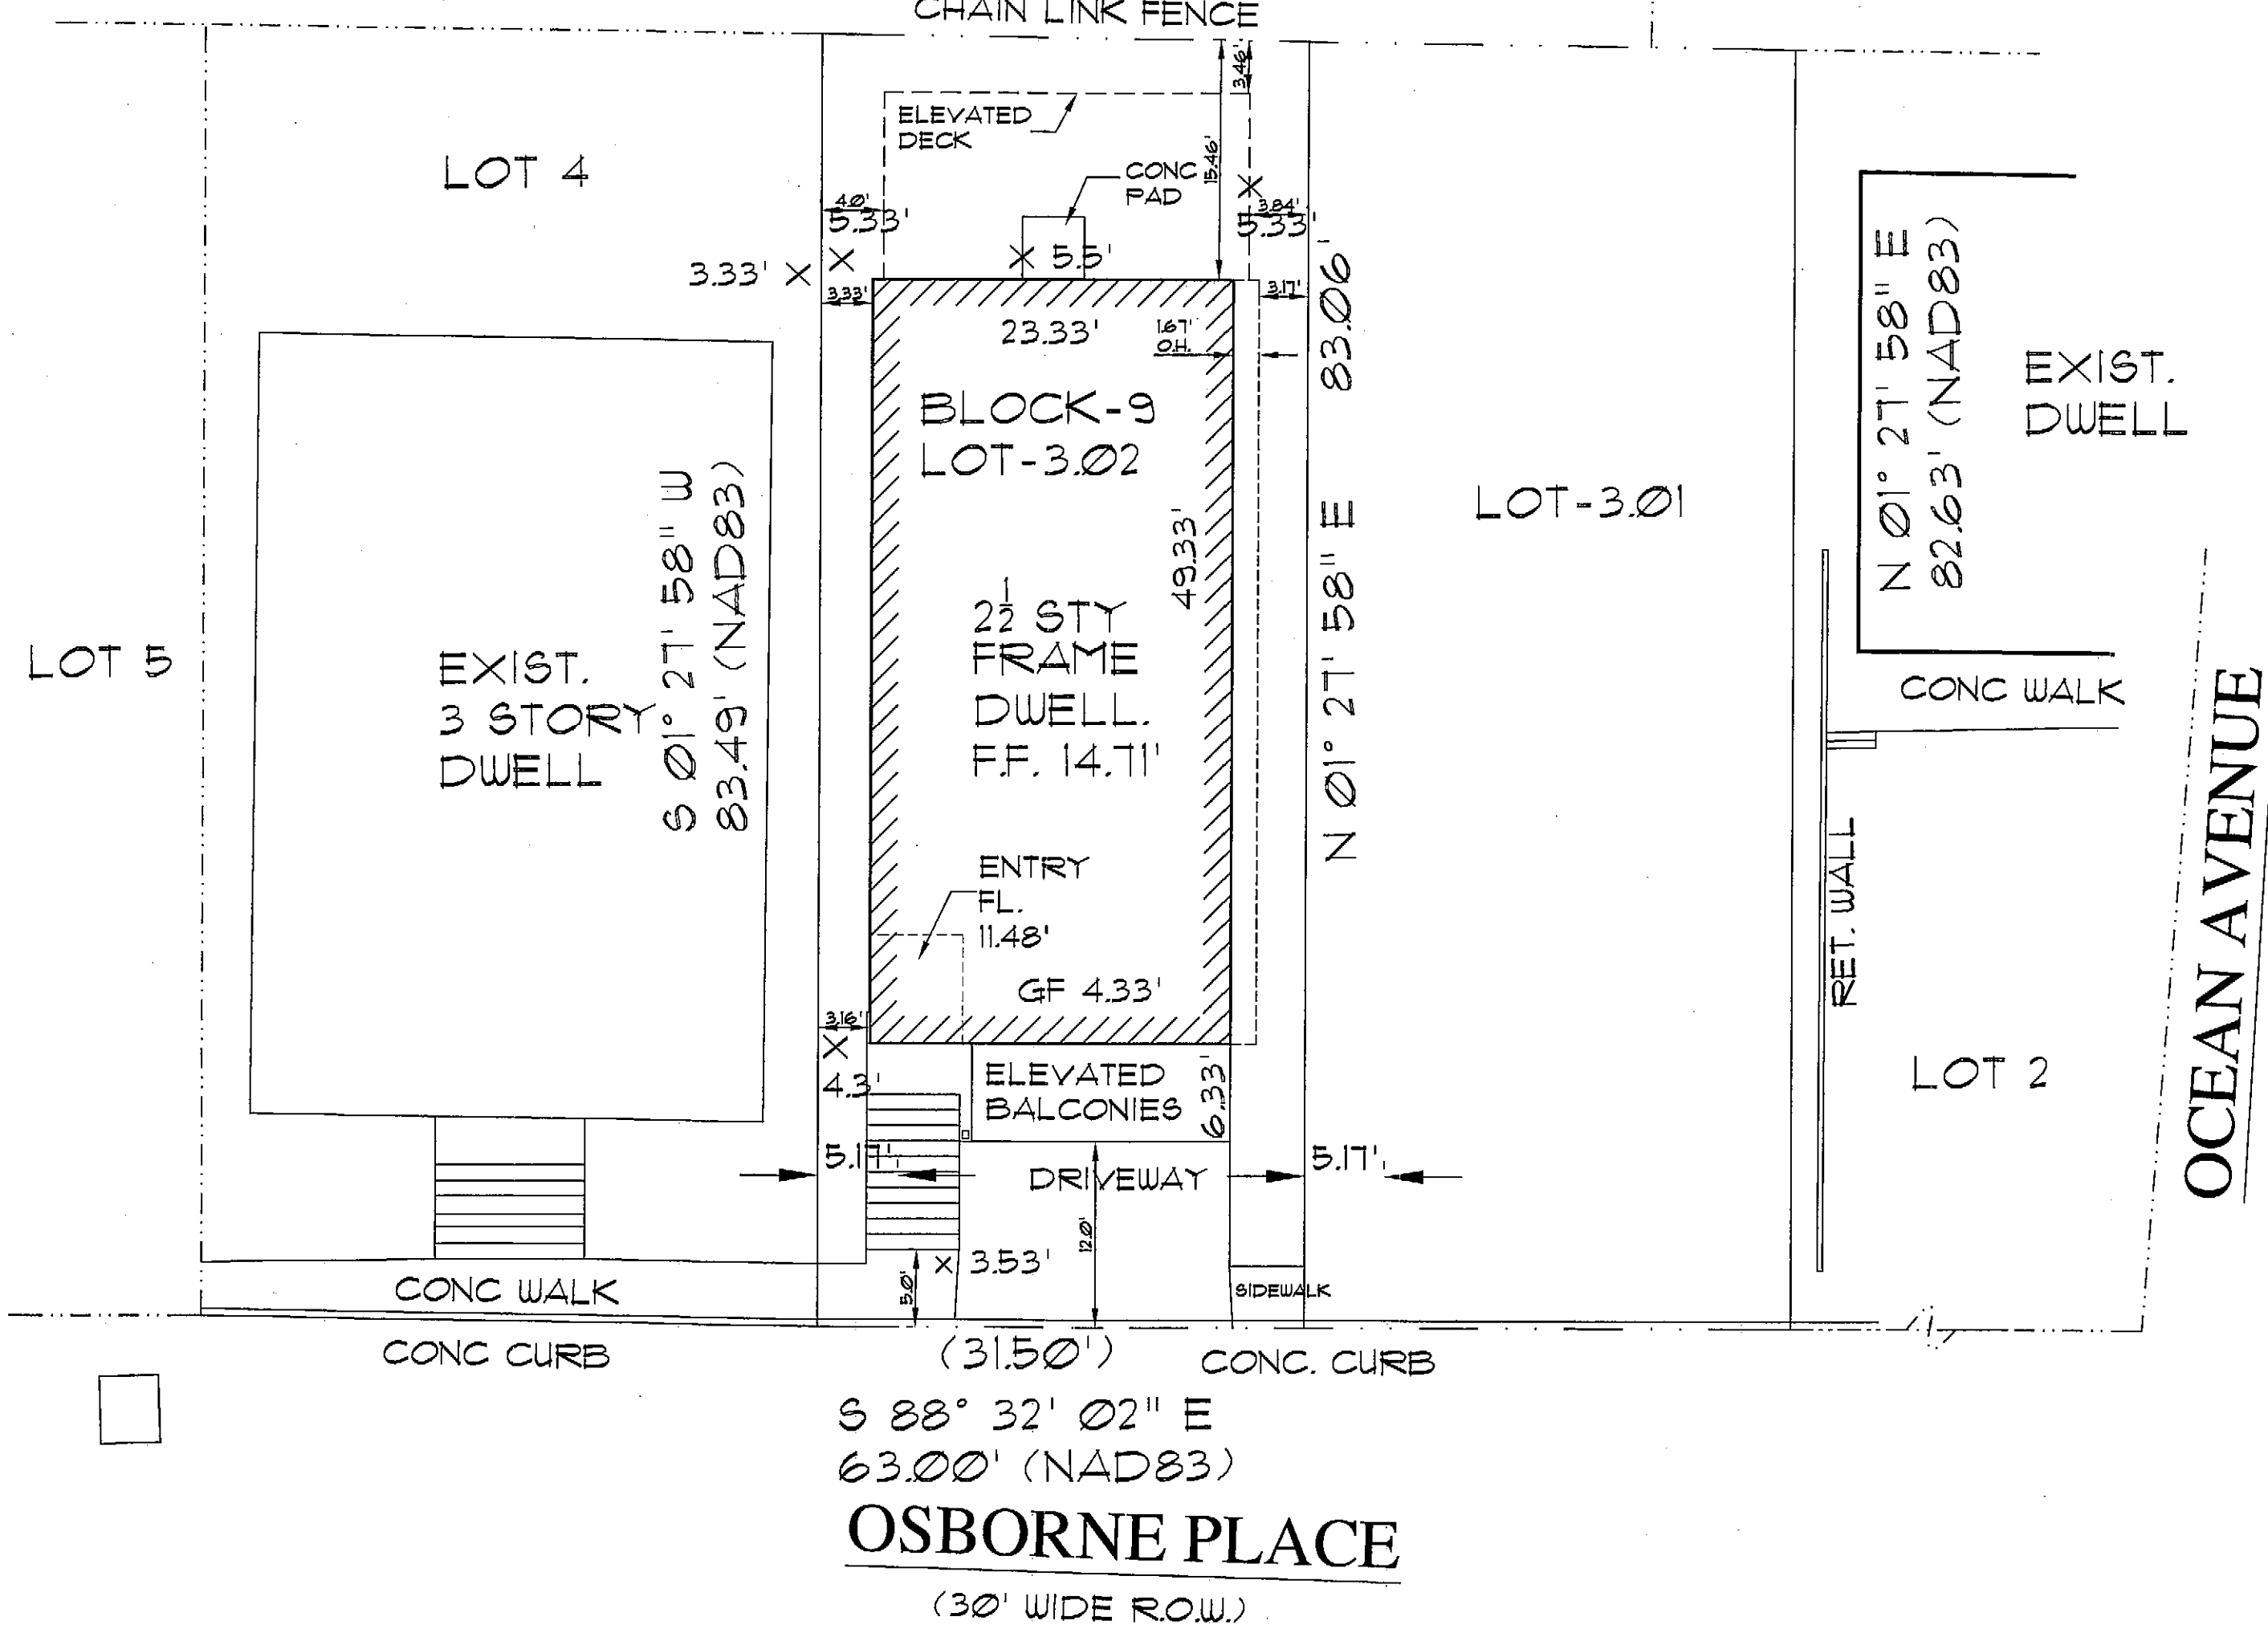 CHAIN LINK FENCE
3.46'
ELEVATED
DECK
15.46'
CONC
PAD
LOT 4
4.0'
5.33'
3.84'
5.33'
3.33'
5.5'
3.33'
3.17'
23.33'
1.67'
O.H.
83.06'
N 01° 27' 58" E
BLOCK-9
LOT-3.02
49.33'
2 1/2 STY
FRAME
DWELL.
F.F. 14.71'
ENTRY
FL.
11.48'
GF 4.33'
S 01° 27' 58" W
83.49' (NAD83)
EXIST.
3 STORY
DWELL
LOT 5
LOT-3.01
N 01° 27' 58" E
82.63' (NAD83)
EXIST.
DWELL
CONC WALK
RET. WALL
LOT 2
OCEAN AVENUE
3.16'
4.3'
ELEVATED
BALCONIES
6.33'
5.17'
DRIVEWAY
5.17'
12.0'
3.53'
5.0'
SIDEWALK
CONC WALK
CONC CURB
(31.50')
CONC. CURB
S 88° 32' 02" E
63.00' (NAD83)
OSBORNE PLACE
(30' WIDE R.O.W.)